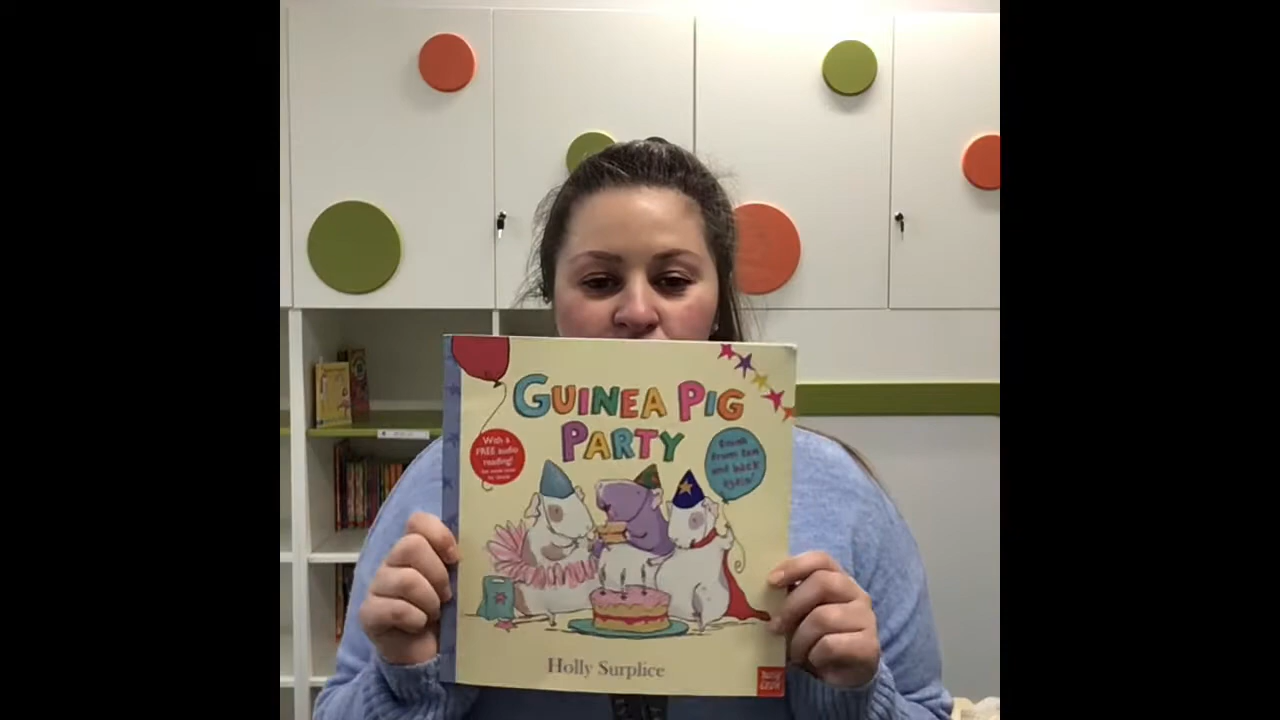 GUINEA PIG
PARTY
With a
FREE audio
reading!
Count
from ten
and back
again!
Holly Surplice